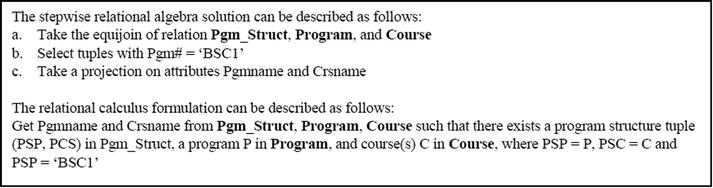 The stepwise relational algebra solution can be described as follows:
a. Take the equijoin of relation Pgm_Struct, Program, and Course
b. Select tuples with Pgm# = ‘BSC1’
c. Take a projection on attributes Pgmname and Crsname
The relational calculus formulation can be described as follows:
Get Pgmname and Crsname from Pgm_Struct, Program, Course such that there exists a program structure tuple
(PSP, PCS) in Pgm_Struct, a program P in Program, and course(s) C in Course, where PSP = P, PSC = C and
PSP = ‘BSC1’